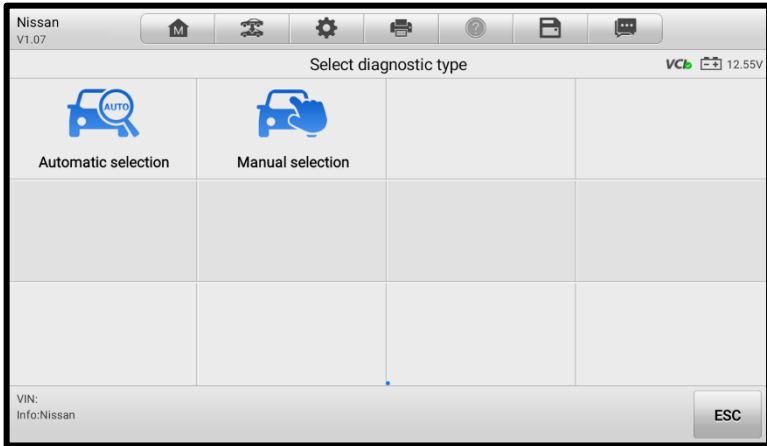 Nissan
V1.07
M
Select diagnostic type
VCI
12.55V
AUTO
Automatic selection
Manual selection
VIN:
Info:Nissan
ESC